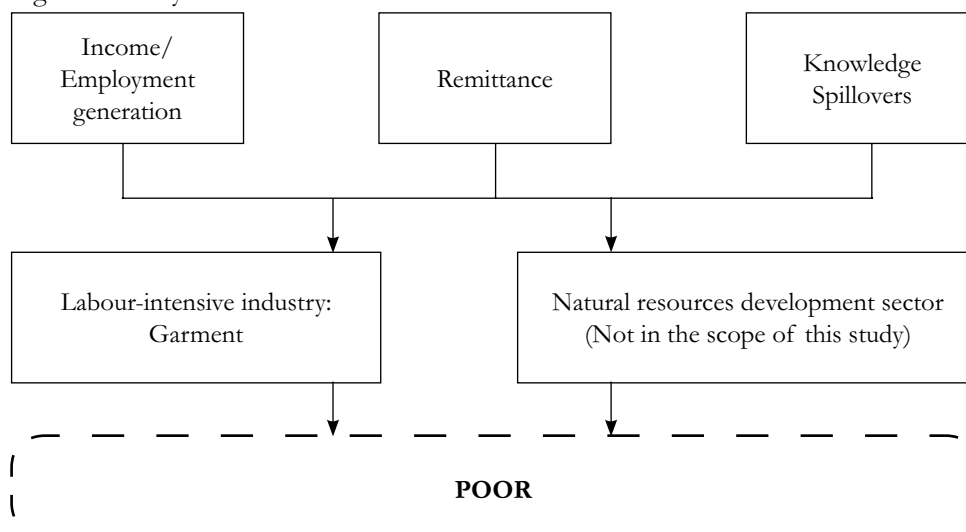 Income/
Employment
generation
Remittance
Knowledge
Spillovers
Labour-intensive industry:
Garment
Natural resources development sector
(Not in the scope of this study)
POOR